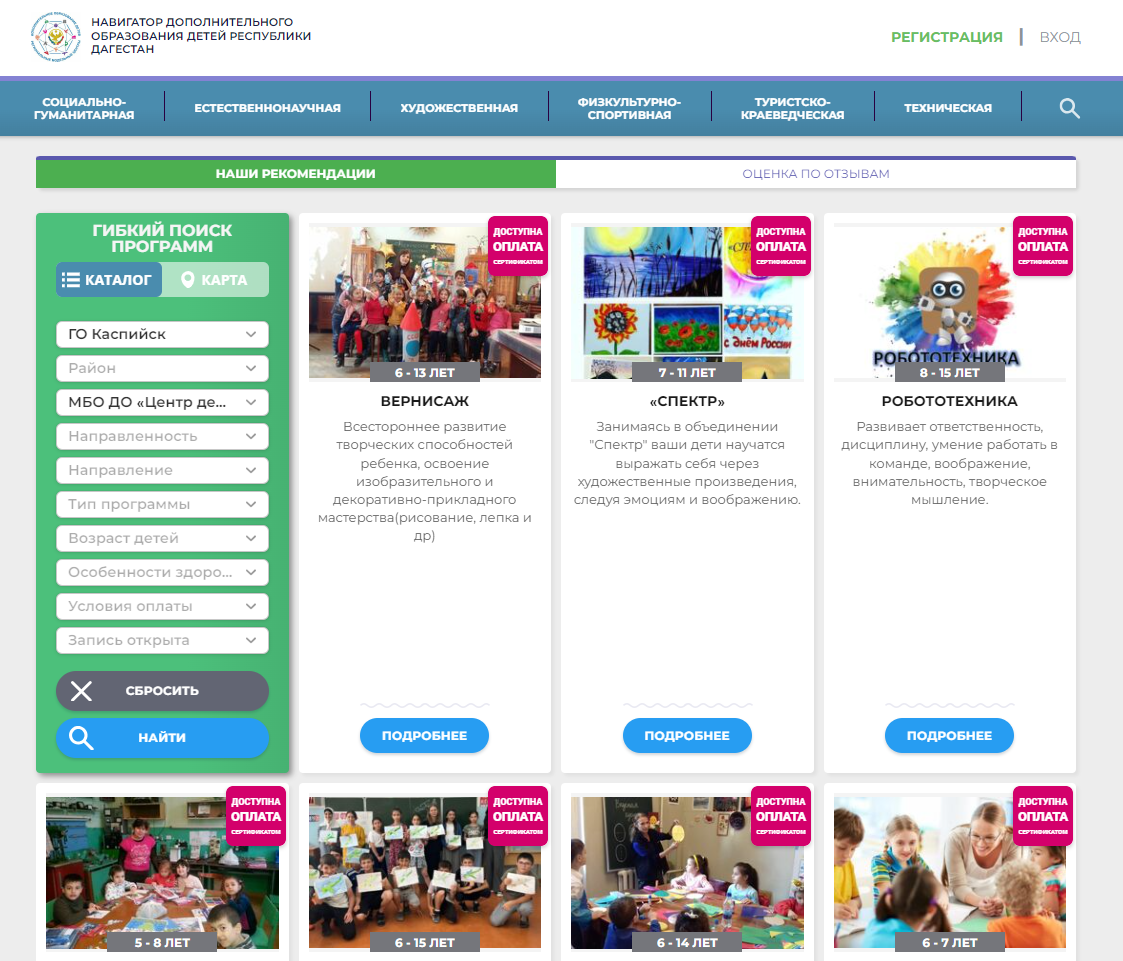 НАВИГАТОР ДОПОЛНИТЕЛЬНОГО
ОБРАЗОВАНИЯ ДЕТЕЙ РЕСПУБЛИКИ
ДАГЕСТАН
РЕГИСТРАЦИЯ
ВХОД
СОЦИАЛЬНО-
ГУМАНИТАРНАЯ
ЕСТЕСТВЕННОНАУЧНАЯ
ХУДОЖЕСТВЕННАЯ
ФИЗКУЛЬТУРНО-
СПОРТИВНАЯ
ТУРИСТСКО-
КРАЕВЕДЧЕСКАЯ
ТЕХНИЧЕСКАЯ
НАШИ РЕКОМЕНДАЦИИ
ОЦЕНКА ПО ОТЗЫВАМ
ГИБКИЙ ПОИСК
ПРОГРАММ
КАТАЛОГ
КАРТА
ГО Каспийск
Район
МБО ДО «Центр де...
Направленность
Направление
Тип программы
Возраст детей
Особенности здоро...
Условия оплаты
Запись открыта
СБРОСИТЬ
НАЙТИ
ДОСТУПНА
ОПЛАТА
СЕРТИФИКАТОМ
6 - 13 ЛЕТ
ВЕРНИСАЖ
Всестороннее развитие
творческих способностей
ребенка, освоение
изобразительного и
декоративно-прикладного
мастерства(рисование, лепка и
др)
ПОДРОБНЕЕ
ДОСТУПНА
ОПЛАТА
СЕРТИФИКАТОМ
с днём России
7 - 11 ЛЕТ
«СПЕКТР»
Занимаясь в объединении
"Спектр" ваши дети научатся
выражать себя через
художественные произведения,
следуя эмоциям и воображению.
ПОДРОБНЕЕ
ДОСТУПНА
ОПЛАТА
СЕРТИФИКАТОМ
РОБОТОТЕХНИКА
8 - 15 ЛЕТ
РОБОТОТЕХНИКА
Развивает ответственность,
дисциплину, умение работать в
команде, воображение,
внимательность, творческое
мышление.
ПОДРОБНЕЕ
ДОСТУПНА
ОПЛАТА
СЕРТИФИКАТОМ
5 - 8 ЛЕТ
ДОСТУПНА
ОПЛАТА
СЕРТИФИКАТОМ
6 - 15 ЛЕТ
ДОСТУПНА
ОПЛАТА
СЕРТИФИКАТОМ
6 - 14 ЛЕТ
ДОСТУПНА
ОПЛАТА
СЕРТИФИКАТОМ
6 - 7 ЛЕТ